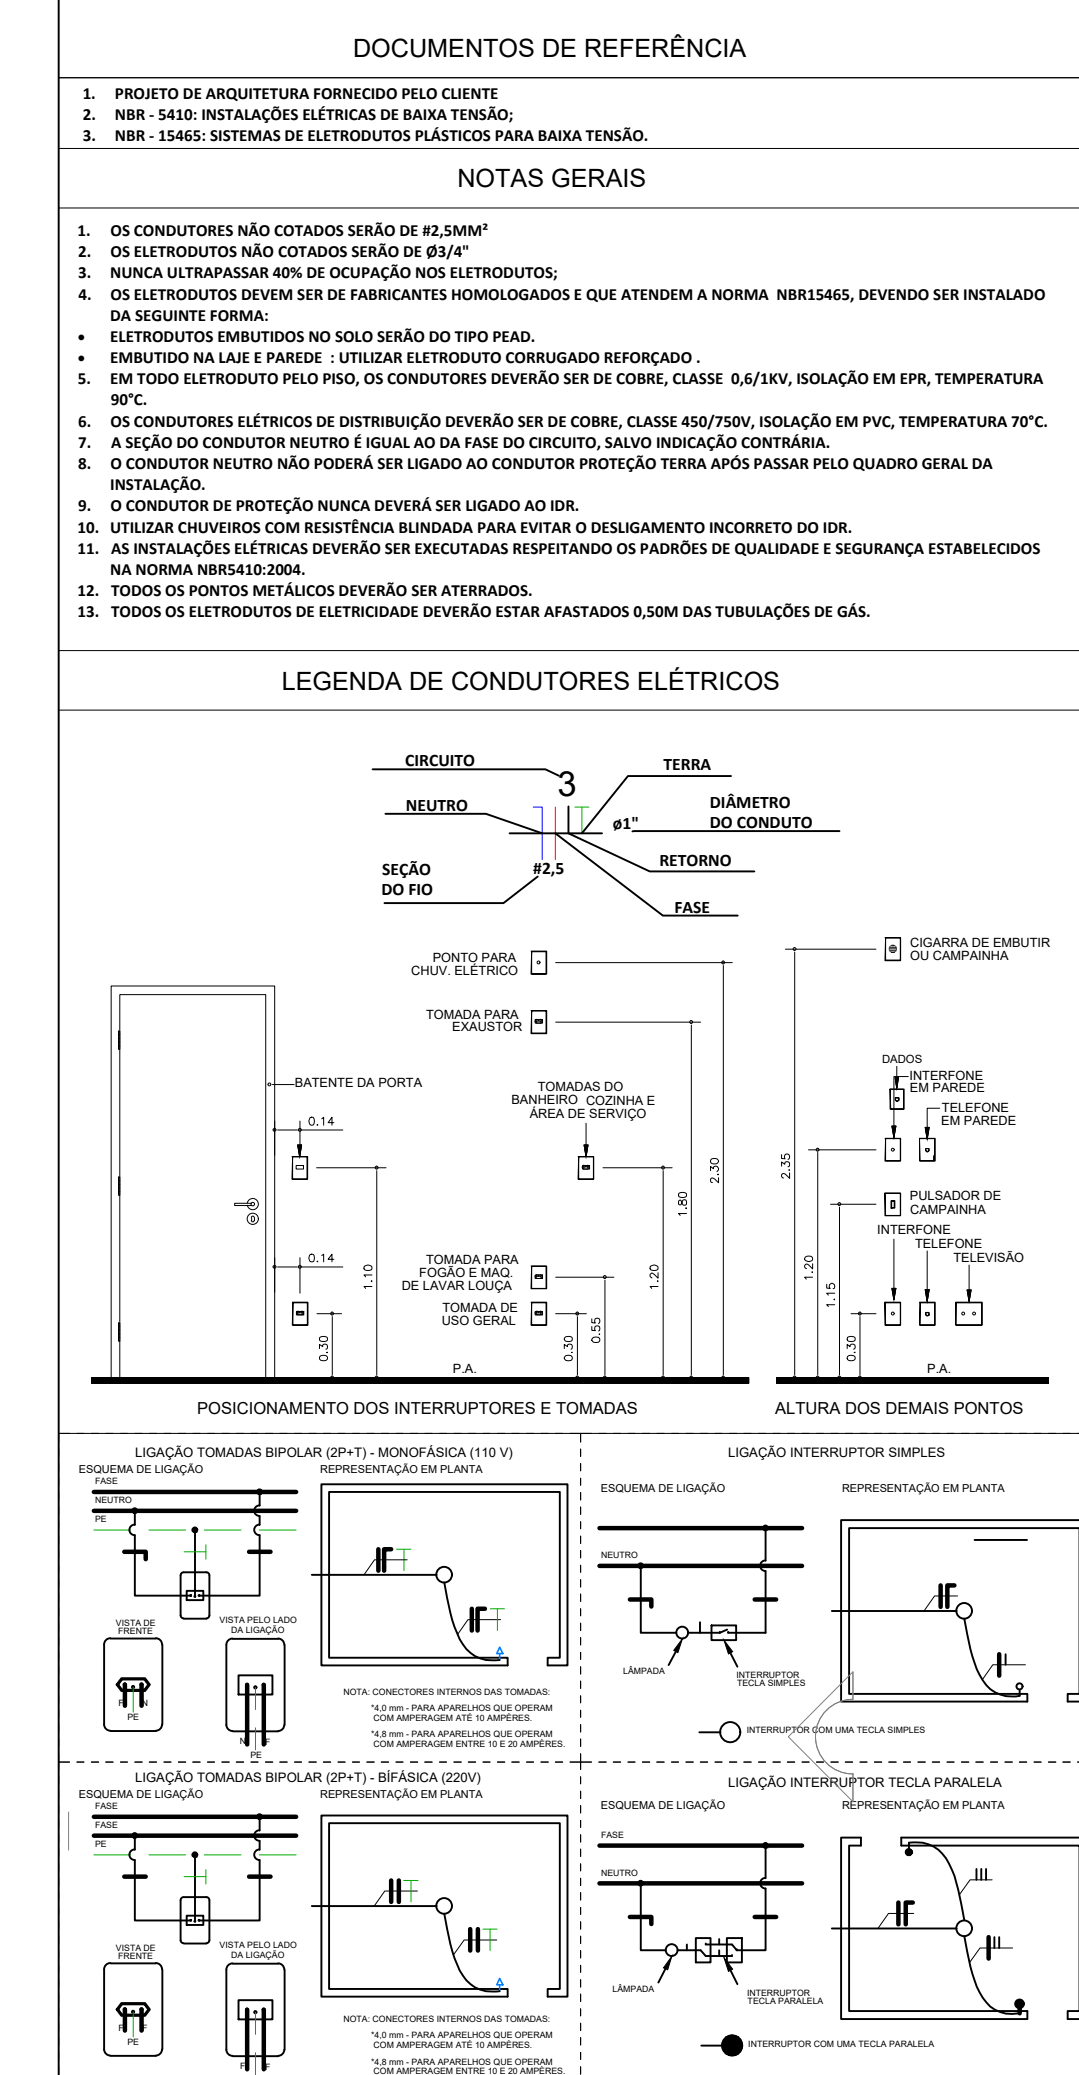 DOCUMENTOS DE REFERÊNCIA
1. PROJETO DE ARQUITETURA FORNECIDO PELO CLIENTE
2. NBR - 5410: INSTALAÇÕES ELÉTRICAS DE BAIXA TENSÃO;
3. NBR - 15465: SISTEMAS DE ELETRODUTOS PLÁSTICOS PARA BAIXA TENSÃO.
NOTAS GERAIS
1. OS CONDUTORES NÃO COTADOS SERÃO DE #2,5MM²
2. OS ELETRODUTOS NÃO COTADOS SERÃO DE Ø3/4"
3. NUNCA ULTRAPASSAR 40% DE OCUPAÇÃO NOS ELETRODUTOS;
4. OS ELETRODUTOS DEVEM SER DE FABRICANTES HOMOLOGADOS E QUE ATENDEM A NORMA NBR15465, DEVENDO SER INSTALADO
DA SEGUINTE FORMA:
• ELETRODUTOS EMBUTIDOS NO SOLO SERÃO DO TIPO PEAD.
• EMBUTIDO NA LAJE E PAREDE : UTILIZAR ELETRODUTO CORRUGADO REFORÇADO .
5. EM TODO ELETRODUTO PELO PISO, OS CONDUTORES DEVERÃO SER DE COBRE, CLASSE 0,6/1KV, ISOLAÇÃO EM EPR, TEMPERATURA
90°C.
6. OS CONDUTORES ELÉTRICOS DE DISTRIBUIÇÃO DEVERÃO SER DE COBRE, CLASSE 450/750V, ISOLAÇÃO EM PVC, TEMPERATURA 70°C.
7. A SEÇÃO DO CONDUTOR NEUTRO É IGUAL AO DA FASE DO CIRCUITO, SALVO INDICAÇÃO CONTRÁRIA.
8. O CONDUTOR NEUTRO NÃO PODERÁ SER LIGADO AO CONDUTOR PROTEÇÃO TERRA APÓS PASSAR PELO QUADRO GERAL DA
INSTALAÇÃO.
9. O CONDUTOR DE PROTEÇÃO NUNCA DEVERÁ SER LIGADO AO IDR.
10. UTILIZAR CHUVEIROS COM RESISTÊNCIA BLINDADA PARA EVITAR O DESLIGAMENTO INCORRETO DO IDR.
11. AS INSTALAÇÕES ELÉTRICAS DEVERÃO SER EXECUTADAS RESPEITANDO OS PADRÕES DE QUALIDADE E SEGURANÇA ESTABELECIDOS
NA NORMA NBR5410:2004.
12. TODOS OS PONTOS METÁLICOS DEVERÃO SER ATERRADOS.
13. TODOS OS ELETRODUTOS DE ELETRICIDADE DEVERÃO ESTAR AFASTADOS 0,50M DAS TUBULAÇÕES DE GÁS.
LEGENDA DE CONDUTORES ELÉTRICOS
CIRCUITO
3
TERRA
NEUTRO
ø1"
DIÂMETRO
DO CONDUTO
RETORNO
SEÇÃO
DO FIO
#2,5
FASE
PONTO PARA
CHUV. ELÉTRICO
TOMADA PARA
EXAUSTOR
BATENTE DA PORTA
0.14
TOMADAS DO
BANHEIRO COZINHA E
ÁREA DE SERVIÇO
0.14
TOMADA PARA
FOGÃO E MAQ.
DE LAVAR LOUÇA
TOMADA DE
USO GERAL
0.30
1.10
0.30
0.55
1.20
1.80
2.30
P.A.
POSICIONAMENTO DOS INTERRUPTORES E TOMADAS
CIGARRA DE EMBUTIR
OU CAMPAINHA
DADOS
INTERFONE
EM PAREDE
TELEFONE
EM PAREDE
PULSADOR DE
CAMPAINHA
INTERFONE
TELEFONE
TELEVISÃO
2.35
1.20
1.15
0.30
P.A.
ALTURA DOS DEMAIS PONTOS
LIGAÇÃO TOMADAS BIPOLAR (2P+T) - MONOFÁSICA (110 V)
ESQUEMA DE LIGAÇÃO
REPRESENTAÇÃO EM PLANTA
FASE
NEUTRO
PE
VISTA DE
FRENTE
F N
PE
VISTA PELO LADO
DA LIGAÇÃO
N F
PE
NOTA: CONECTORES INTERNOS DAS TOMADAS:
*4,0 mm - PARA APARELHOS QUE OPERAM
COM AMPERAGEM ATÉ 10 AMPÈRES.
*4,8 mm - PARA APARELHOS QUE OPERAM
COM AMPERAGEM ENTRE 10 E 20 AMPÈRES.
LIGAÇÃO INTERRUPTOR SIMPLES
ESQUEMA DE LIGAÇÃO
REPRESENTAÇÃO EM PLANTA
NEUTRO
LÂMPADA
INTERRUPTOR
TECLA SIMPLES
INTERRUPTOR COM UMA TECLA SIMPLES
LIGAÇÃO TOMADAS BIPOLAR (2P+T) - BÍFÁSICA (220V)
ESQUEMA DE LIGAÇÃO
REPRESENTAÇÃO EM PLANTA
FASE
FASE
PE
VISTA DE
FRENTE
F F
PE
VISTA PELO LADO
DA LIGAÇÃO
F F
NOTA: CONECTORES INTERNOS DAS TOMADAS:
*4,0 mm - PARA APARELHOS QUE OPERAM
COM AMPERAGEM ATÉ 10 AMPÈRES.
*4,8 mm - PARA APARELHOS QUE OPERAM
COM AMPERAGEM ENTRE 10 E 20 AMPÈRES.
LIGAÇÃO INTERRUPTOR TECLA PARALELA
ESQUEMA DE LIGAÇÃO
REPRESENTAÇÃO EM PLANTA
FASE
NEUTRO
LÂMPADA
INTERRUPTOR
TECLA PARALELA
INTERRUPTOR COM UMA TECLA PARALELA